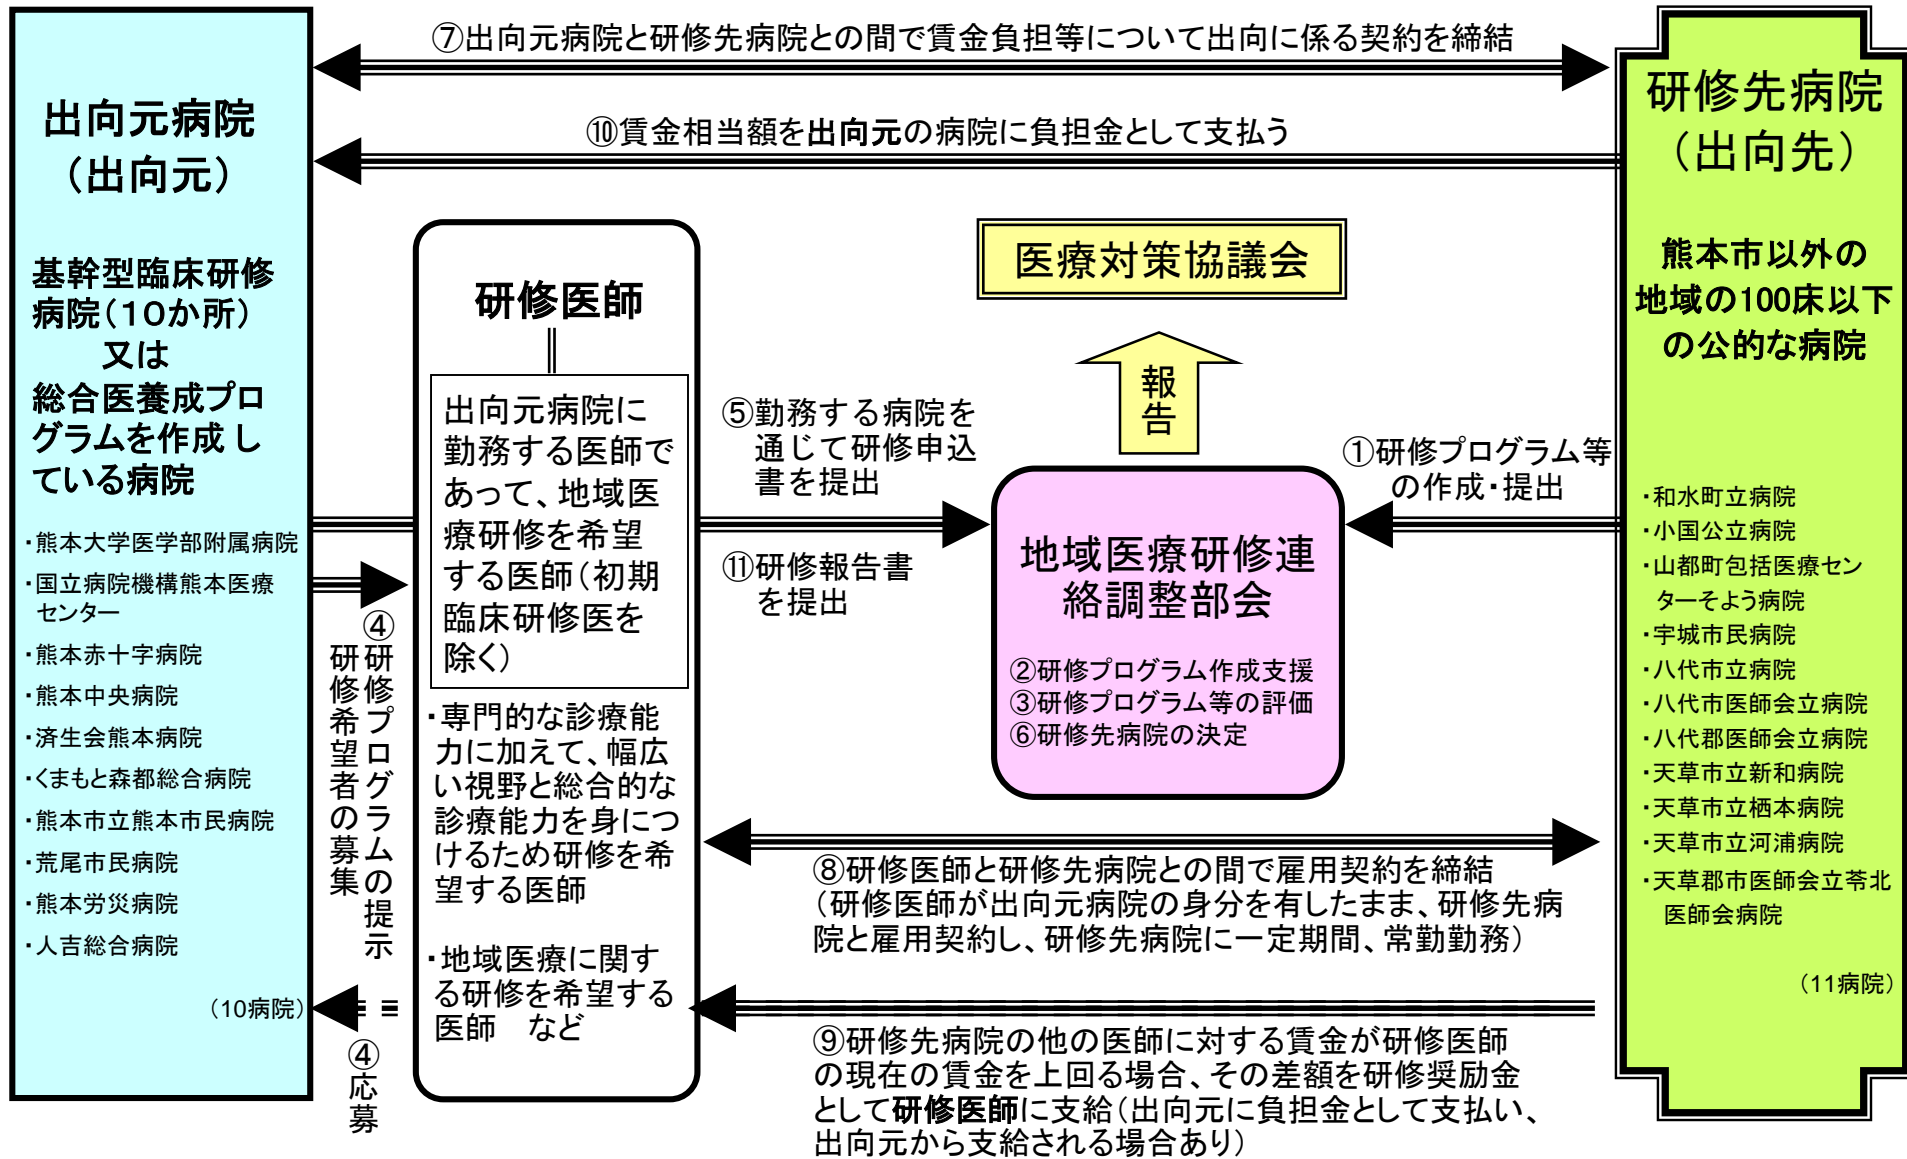 ⑦出向元病院と研修先病院との間で賃金負担等について出向に係る契約を締結
⑩賃金相当額を出向元の病院に負担金として支払う
出向元病院
（出向元）
基幹型臨床研修
病院（１０か所）
又は
総合医養成プロ
グラムを作成し
ている病院
・熊本大学医学部附属病院
・国立病院機構熊本医療
センター
・熊本赤十字病院
・熊本中央病院
・済生会熊本病院
・くまもと森都総合病院
・熊本市立熊本市民病院
・荒尾市民病院
・熊本労災病院
・人吉総合病院
（10病院）
④研修プログラムの提示
研修希望者の募集
④応募
研修医師
出向元病院に
勤務する医師で
あって、地域医
療研修を希望
する医師（初期
臨床研修医を
除く）
・専門的な診療能
力に加えて、幅広
い視野と総合的な
診療能力を身につ
けるため研修を希
望する医師
・地域医療に関す
る研修を希望する
医師　など
医療対策協議会
報告
⑤勤務する病院を
通じて研修申込
書を提出
⑪研修報告書
を提出
①研修プログラム等
の作成・提出
地域医療研修連
絡調整部会
②研修プログラム作成支援
③研修プログラム等の評価
⑥研修先病院の決定
⑧研修医師と研修先病院との間で雇用契約を締結
（研修医師が出向元病院の身分を有したまま、研修先病
院と雇用契約し、研修先病院に一定期間、常勤勤務）
⑨研修先病院の他の医師に対する賃金が研修医師
の現在の賃金を上回る場合、その差額を研修奨励金
として研修医師に支給（出向元に負担金として支払い、
出向元から支給される場合あり）
研修先病院
（出向先）
熊本市以外の
地域の100床以下
の公的な病院
・和水町立病院
・小国公立病院
・山都町包括医療セン
ターそよう病院
・宇城市民病院
・八代市立病院
・八代市医師会立病院
・八代郡医師会立病院
・天草市立新和病院
・天草市立栖本病院
・天草市立河浦病院
・天草郡市医師会立苓北
医師会病院
（11病院）